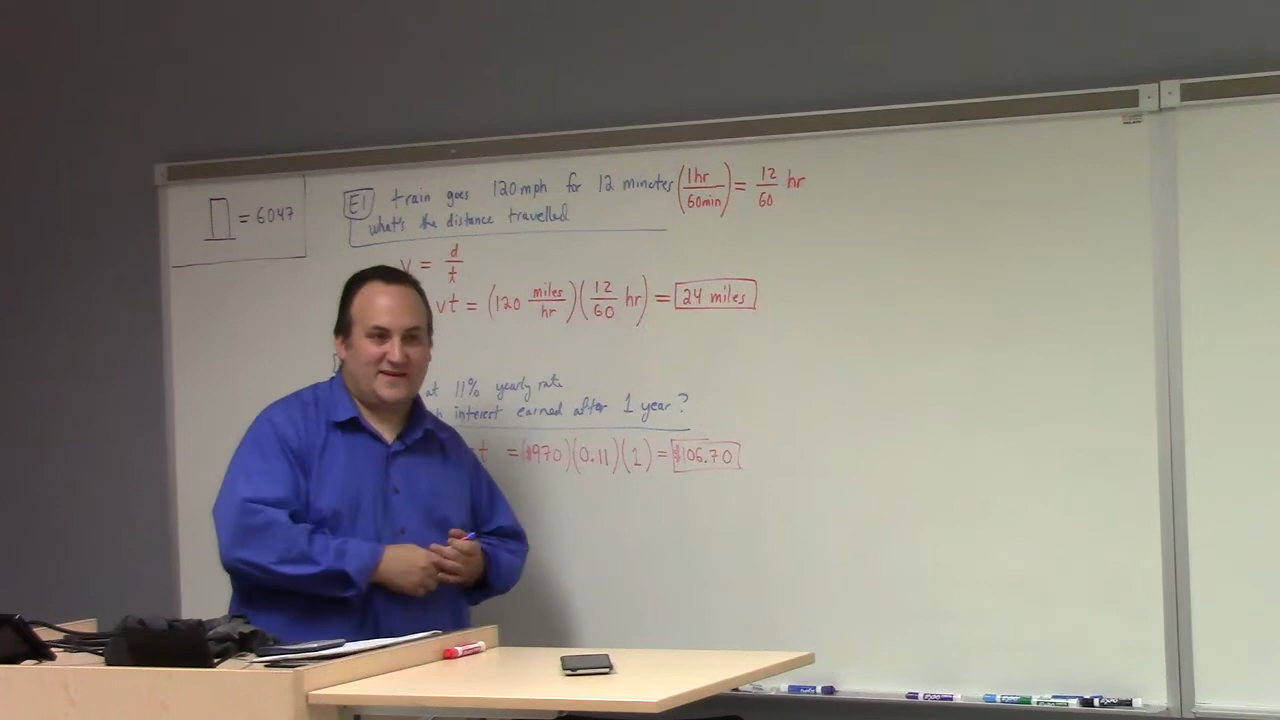 = 6047
E1 train goes 120mph for 12 minutes (1hr/60min) = 12/60 hr
what's the distance travelled
v = d/t
vt = (120 miles/hr)(12/60 hr) = 24 miles
at 11% yearly rate
interest earned after 1 year?
t = ($970)(0.11)(1) = $106.70